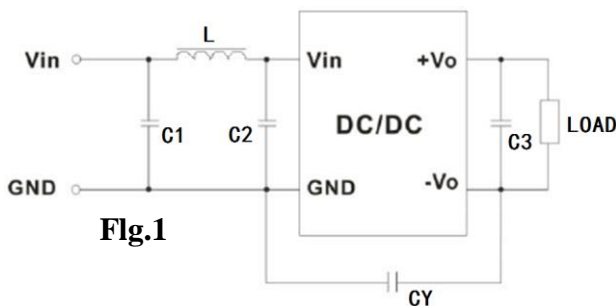 L
Vin
Vin
+Vo
C1
C2
DC/DC
C3
LOAD
GND
GND
-Vo
Flg.1
CY